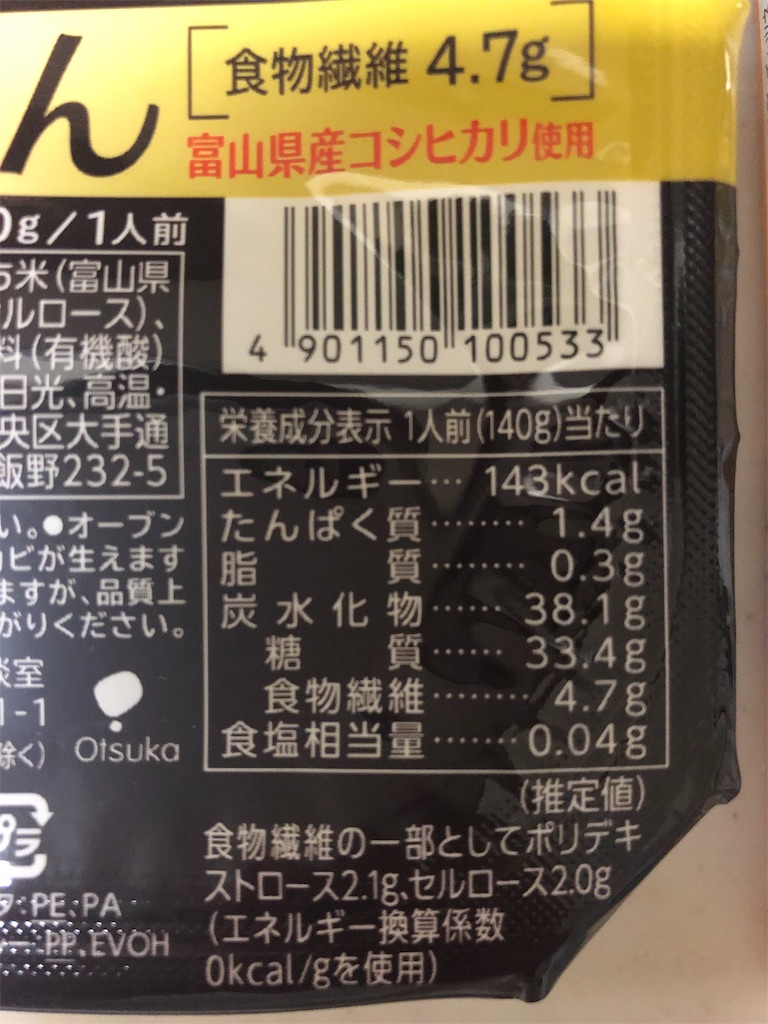 ん
食物繊維 4.7g
富山県産コシヒカリ使用
0g/1人前
米(富山県
ルロース)、
料(有機酸)
日光、高温・
央区大手通
飯野232-5
い。●オーブン
カビが生えます
ますが、品質上
がりください。
談室
1-1
除く)
Otsuka
プラ
:PE、PA
PP、EVOH
4 901150 100533
栄養成分表示 1人前(140g)当たり
エネルギー… 143kcal
たんぱく質……… 1.4g
脂質……… 0.3g
炭水化物…… 38.1g
糖質…… 33.4g
食物繊維……… 4.7g
食塩相当量……… 0.04g
(推定値)
食物繊維の一部としてポリデキ
ストロース2.1g、セルロース2.0g
(エネルギー換算係数
0kcal/gを使用)